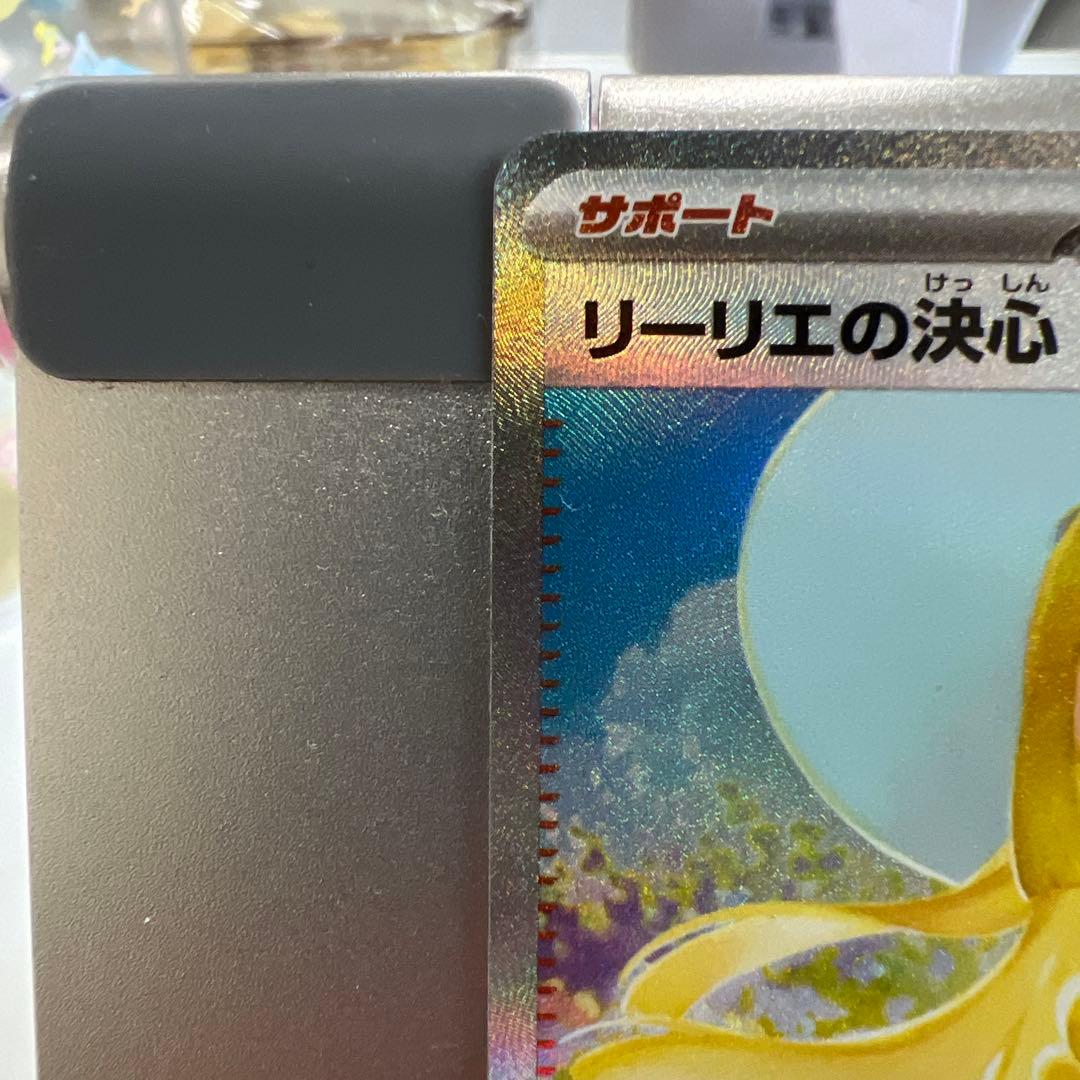 サポート
けっ しん
リーリエの決心